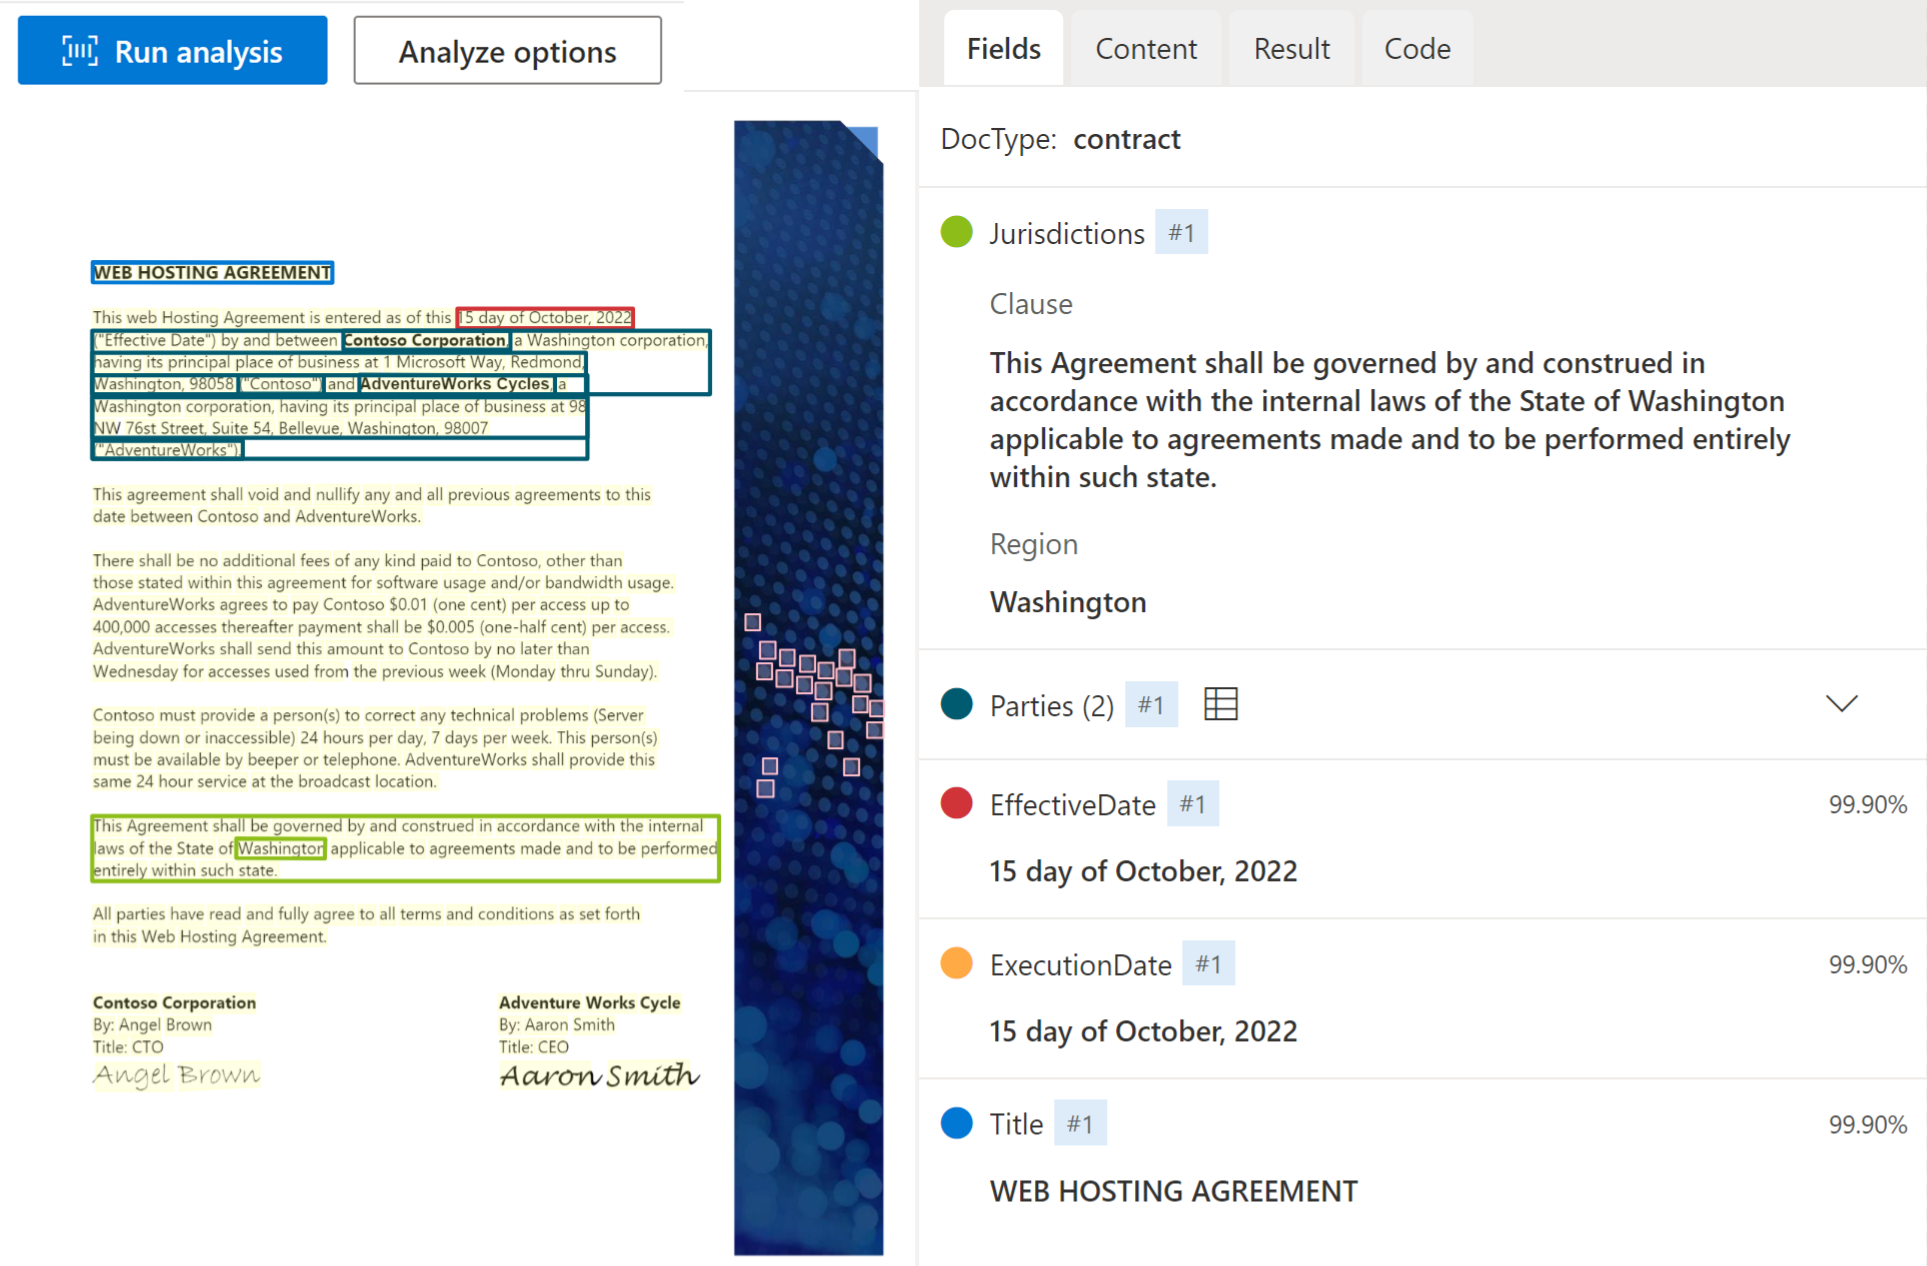 Run analysis
Analyze options
WEB HOSTING AGREEMENT
This web Hosting Agreement is entered as of this 15 day of October, 2022
("Effective Date") by and between Contoso Corporation, a Washington corporation,
having its principal place of business at 1 Microsoft Way, Redmond,
Washington, 98058 ("Contoso") and AdventureWorks Cycles, a
Washington corporation, having its principal place of business at 98
NW 76st Street, Suite 54, Bellevue, Washington, 98007
("AdventureWorks").
This agreement shall void and nullify any and all previous agreements to this
date between Contoso and AdventureWorks.
There shall be no additional fees of any kind paid to Contoso, other than
those stated within this agreement for software usage and/or bandwidth usage.
AdventureWorks agrees to pay Contoso $0.01 (one cent) per access up to
400,000 accesses thereafter payment shall be $0.005 (one-half cent) per access.
AdventureWorks shall send this amount to Contoso by no later than
Wednesday for accesses used from the previous week (Monday thru Sunday).
Contoso must provide a person(s) to correct any technical problems (Server
being down or inaccessible) 24 hours per day, 7 days per week. This person(s)
must be available by beeper or telephone. AdventureWorks shall provide this
same 24 hour service at the broadcast location.
This Agreement shall be governed by and construed in accordance with the internal
laws of the State of Washington applicable to agreements made and to be performed
entirely within such state.
All parties have read and fully agree to all terms and conditions as set forth
in this Web Hosting Agreement.
Contoso Corporation
By: Angel Brown
Title: CTO
Angel Brown
Adventure Works Cycle
By: Aaron Smith
Title: CEO
Aaron Smith
Fields
Content
Result
Code
DocType: contract
Jurisdictions #1
Clause
This Agreement shall be governed by and construed in
accordance with the internal laws of the State of Washington
applicable to agreements made and to be performed entirely
within such state.
Region
Washington
Parties (2) #1
EffectiveDate #1 99.90%
15 day of October, 2022
ExecutionDate #1 99.90%
15 day of October, 2022
Title #1 99.90%
WEB HOSTING AGREEMENT